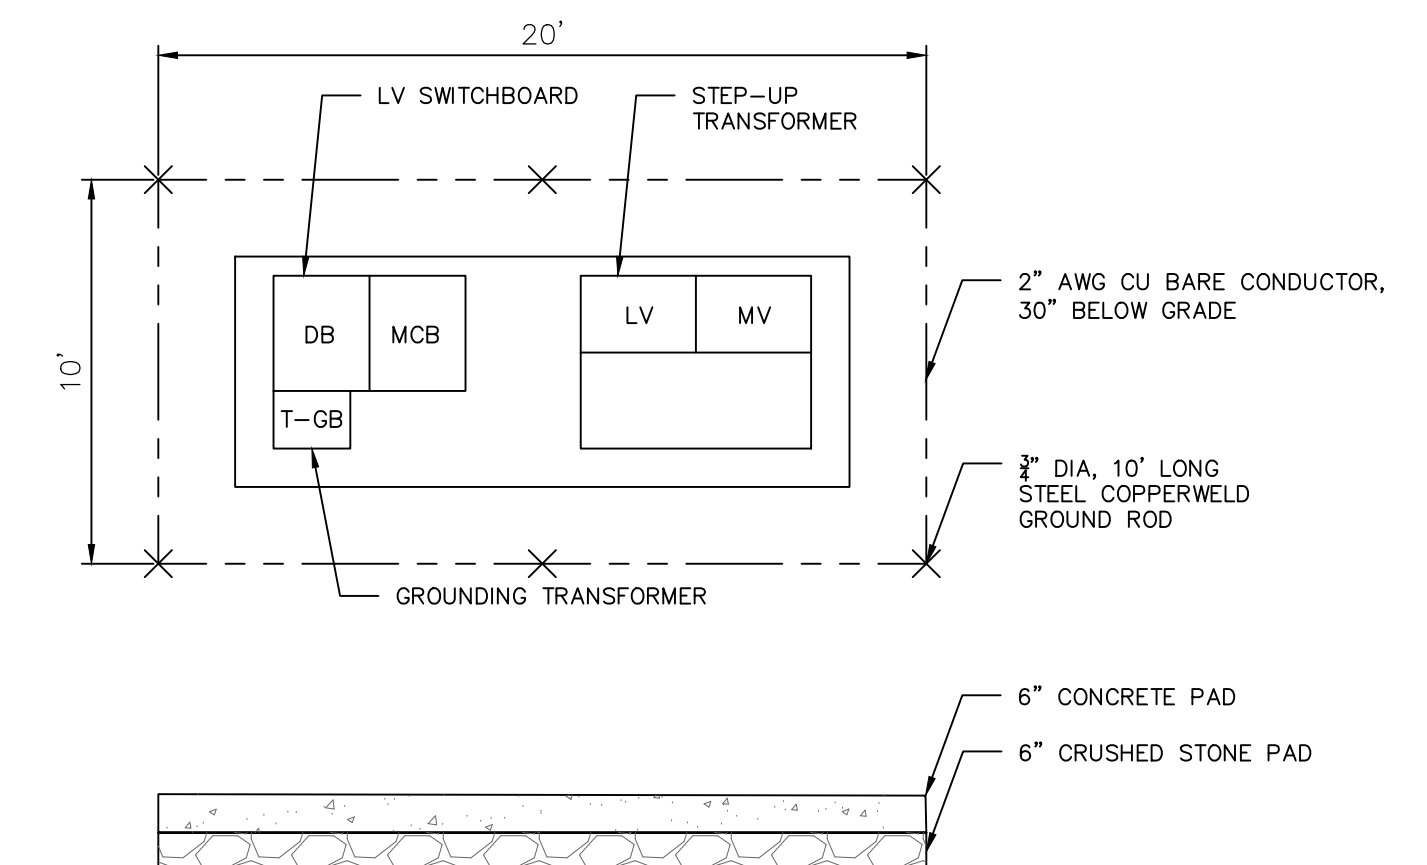 20'
LV SWITCHBOARD
STEP-UP
TRANSFORMER
10'
DB
MCB
LV
MV
T-GB
2" AWG CU BARE CONDUCTOR,
30" BELOW GRADE
3/4" DIA, 10' LONG
STEEL COPPERWELD
GROUND ROD
GROUNDING TRANSFORMER
6" CONCRETE PAD
6" CRUSHED STONE PAD